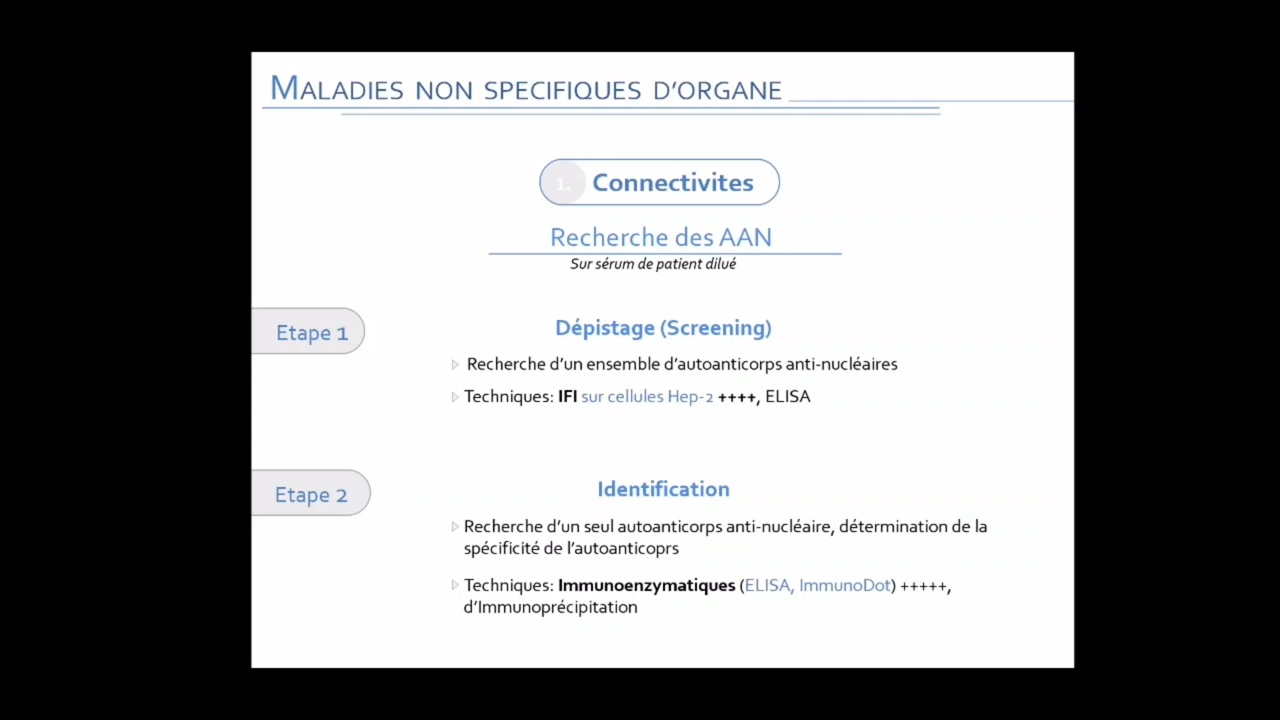 MALADIES NON SPECIFIQUES D'ORGANE
1. Connectivites
Recherche des AAN
Sur sérum de patient dilué
Etape 1
Dépistage (Screening)
Recherche d'un ensemble d'autoanticorps anti-nucléaires
Techniques: IFI sur cellules Hep-2 ++++, ELISA
Etape 2
Identification
Recherche d'un seul autoanticorps anti-nucléaire, détermination de la
spécificité de l'autoanticoprs
Techniques: Immunoenzymatiques (ELISA, ImmunoDot) +++++,
d'Immunoprécipitation